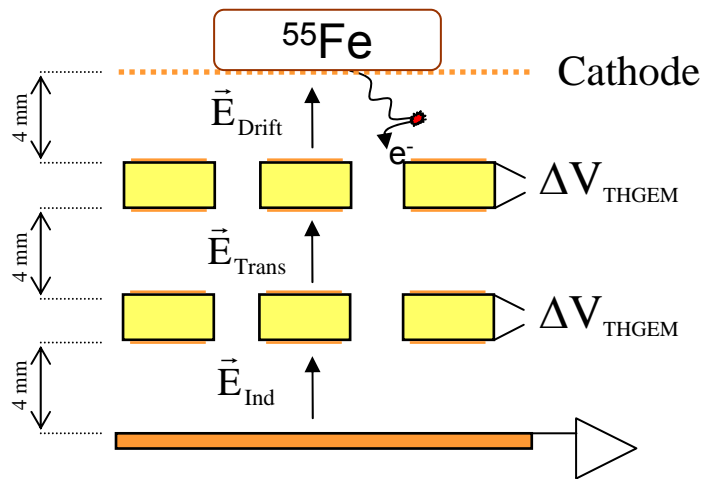 ⁵⁵Fe
Cathode
4 mm
E⃗Drift
e⁻
ΔVTHGEM
4 mm
E⃗Trans
ΔVTHGEM
4 mm
E⃗Ind